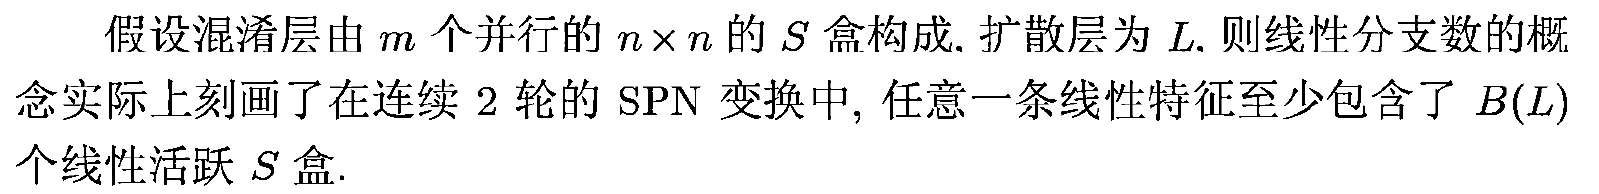 假设混淆层由 m 个并行的 n × n 的 S 盒构成. 扩散层为 L. 则线性分支数的概
念实际上刻画了在连续 2 轮的 SPN 变换中, 任意一条线性特征至少包含了 B(L)
个线性活跃 S 盒.